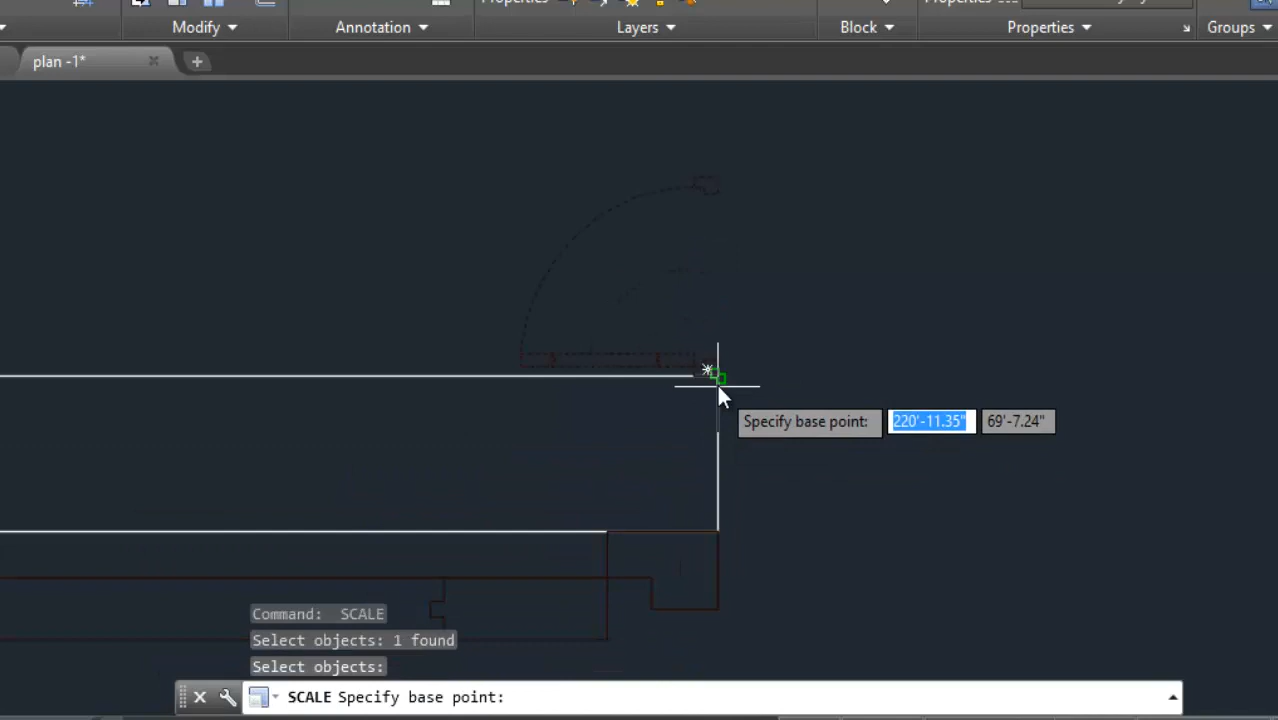 Modify Annotation Layers Block Properties Groups
plan -1*
Specify base point: 220'-11.35" 69'-7.24"
Command: SCALE
Select objects: 1 found
Select objects:
SCALE Specify base point: